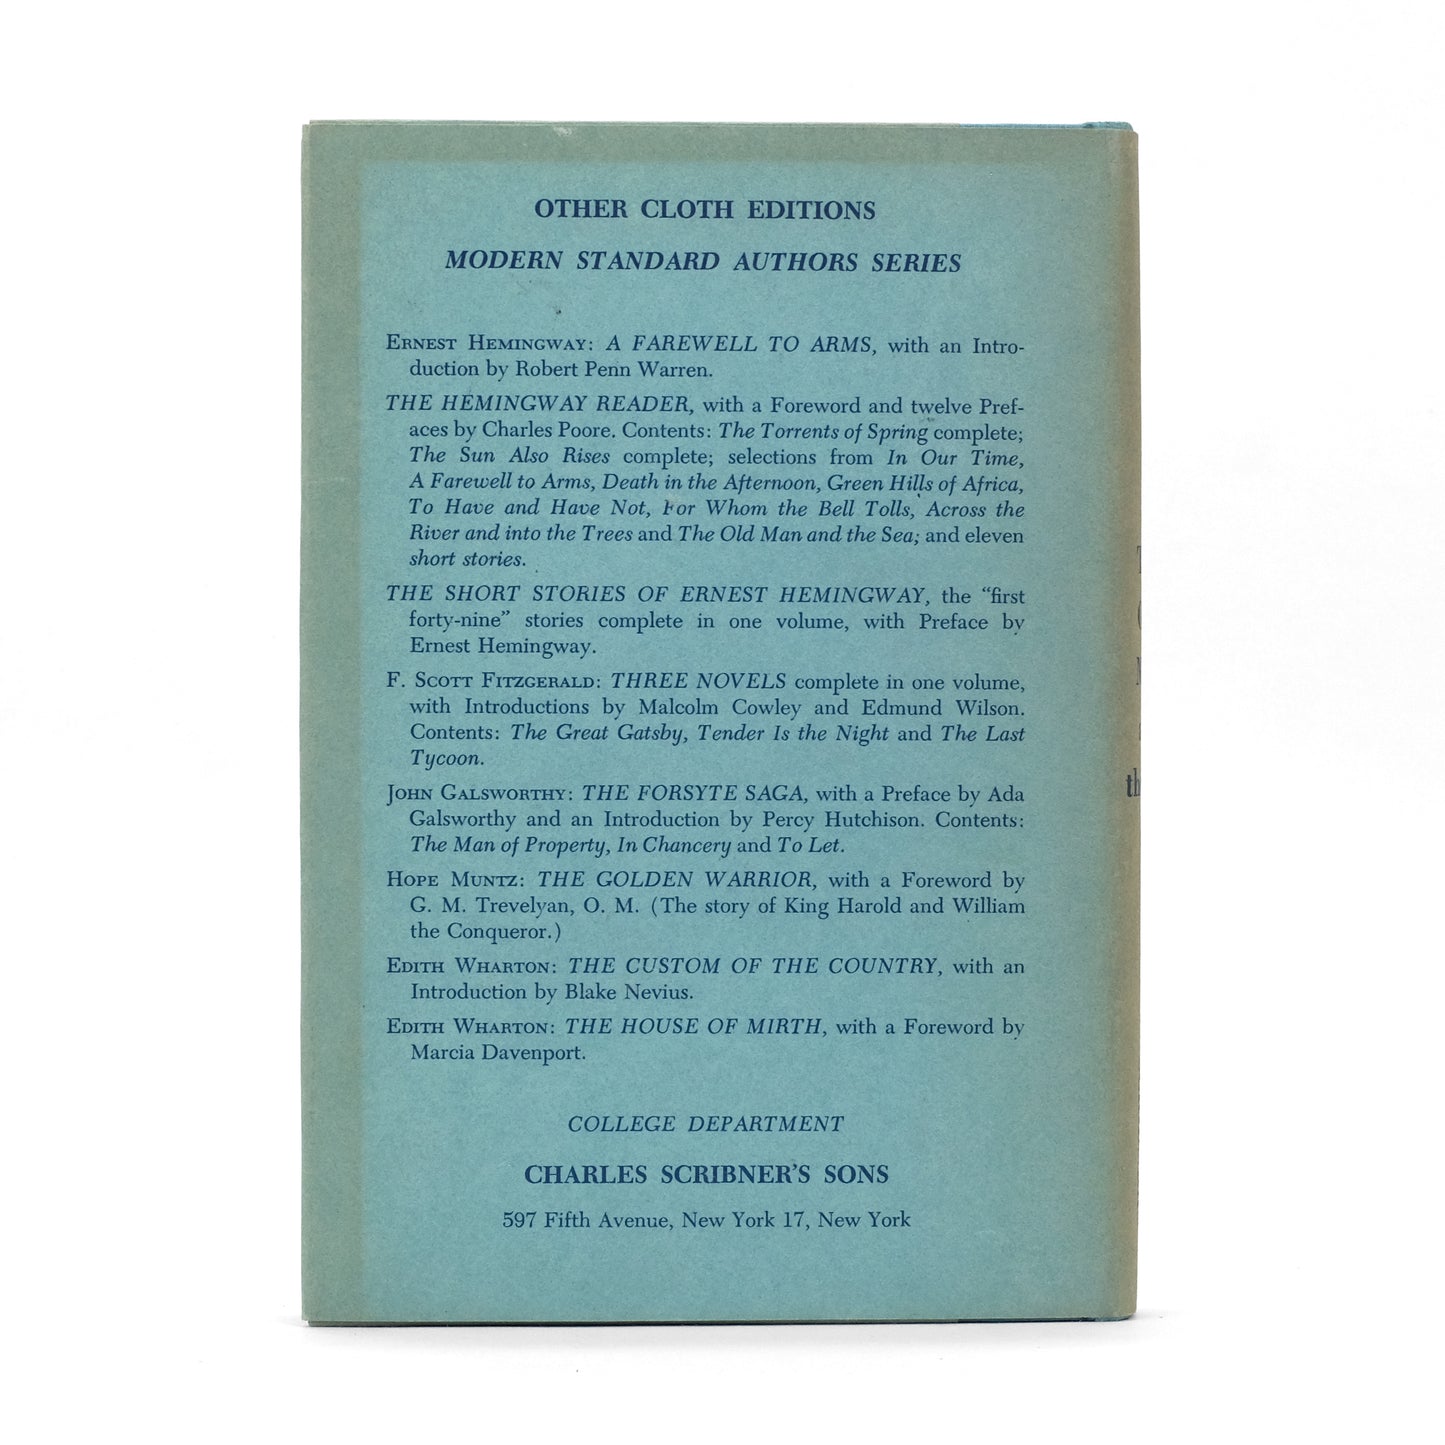 OTHER CLOTH EDITIONS
MODERN STANDARD AUTHORS SERIES
Ernest Hemingway: A FAREWELL TO ARMS, with an Intro-
duction by Robert Penn Warren.
THE HEMINGWAY READER, with a Foreword and twelve Pref-
aces by Charles Poore. Contents: The Torrents of Spring complete;
The Sun Also Rises complete; selections from In Our Time,
A Farewell to Arms, Death in the Afternoon, Green Hills of Africa,
To Have and Have Not, For Whom the Bell Tolls, Across the
River and into the Trees and The Old Man and the Sea; and eleven
short stories.
THE SHORT STORIES OF ERNEST HEMINGWAY, the “first
forty-nine” stories complete in one volume, with Preface by
Ernest Hemingway.
F. Scott Fitzgerald: THREE NOVELS complete in one volume,
with Introductions by Malcolm Cowley and Edmund Wilson.
Contents: The Great Gatsby, Tender Is the Night and The Last
Tycoon.
John Galsworthy: THE FORSYTE SAGA, with a Preface by Ada
Galsworthy and an Introduction by Percy Hutchison. Contents:
The Man of Property, In Chancery and To Let.
Hope Muntz: THE GOLDEN WARRIOR, with a Foreword by
G. M. Trevelyan, O. M. (The story of King Harold and William
the Conqueror.)
Edith Wharton: THE CUSTOM OF THE COUNTRY, with an
Introduction by Blake Nevius.
Edith Wharton: THE HOUSE OF MIRTH, with a Foreword by
Marcia Davenport.
COLLEGE DEPARTMENT
CHARLES SCRIBNER'S SONS
597 Fifth Avenue, New York 17, New York